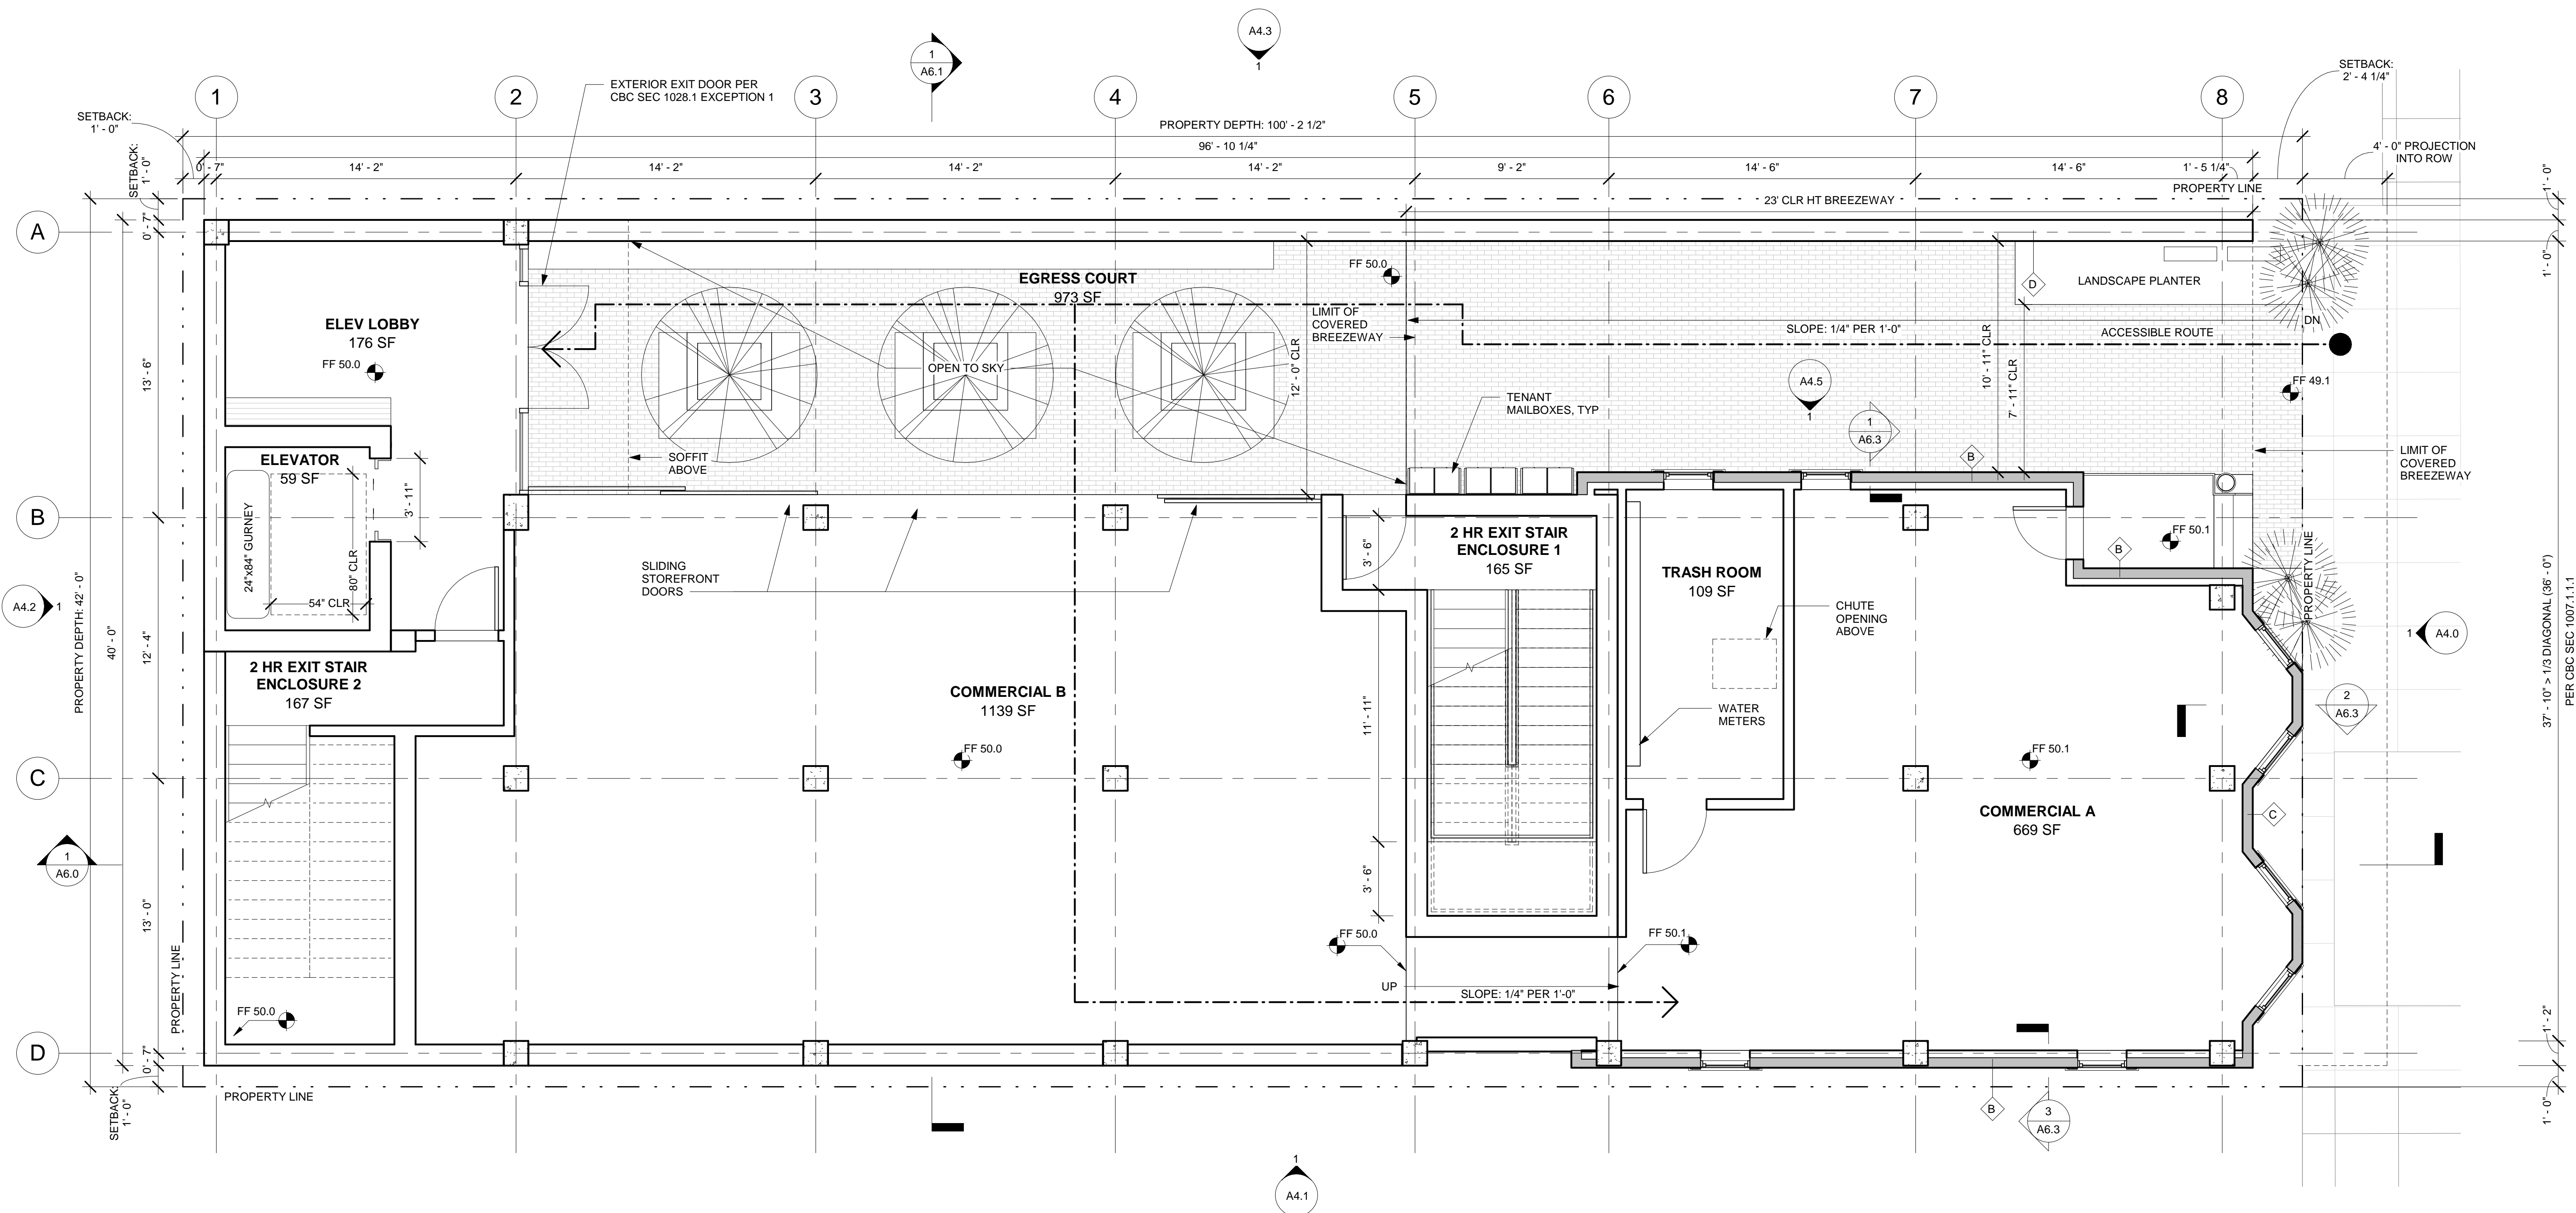 A4.3
1
1
A6.1
EXTERIOR EXIT DOOR PER
CBC SEC 1028.1 EXCEPTION 1
SETBACK:
2' - 4 1/4"
1
2
3
4
5
6
7
8
SETBACK:
1' - 0"
PROPERTY DEPTH: 100' - 2 1/2"
96' - 10 1/4"
4' - 0" PROJECTION
INTO ROW
SETBACK:
1' - 0"
0' - 7"
14' - 2"
14' - 2"
14' - 2"
14' - 2"
9' - 2"
14' - 6"
14' - 6"
1' - 5 1/4"
PROPERTY LINE
23' CLR HT BREEZEWAY
1' - 0"
A
0' - 7"
1' - 0"
EGRESS COURT
973 SF
FF 50.0
D
LANDSCAPE PLANTER
ELEV LOBBY
176 SF
FF 50.0
LIMIT OF
COVERED
BREEZEWAY
SLOPE: 1/4" PER 1'-0"
ACCESSIBLE ROUTE
DN
13' - 6"
OPEN TO SKY
12' - 0" CLR
10' - 11" CLR
7' - 11" CLR
FF 49.1
A4.5
1
TENANT
MAILBOXES, TYP
1
A6.3
B
SOFFIT
ABOVE
LIMIT OF
COVERED
BREEZEWAY
ELEVATOR
59 SF
3' - 11"
24"x84" GURNEY
80" CLR
54" CLR
B
2 HR EXIT STAIR
ENCLOSURE 1
165 SF
3' - 6"
FF 50.1
B
SLIDING
STOREFRONT
DOORS
TRASH ROOM
109 SF
CHUTE
OPENING
ABOVE
PROPERTY LINE
A4.2
1
PROPERTY DEPTH: 42' - 0"
40' - 0"
12' - 4"
1
A4.0
37' - 10" > 1/3 DIAGONAL (36' - 0")
PER CBC SEC 1007.1.1
2 HR EXIT STAIR
ENCLOSURE 2
167 SF
COMMERCIAL B
1139 SF
11' - 11"
WATER
METERS
2
A6.3
FF 50.0
FF 50.1
C
COMMERCIAL A
669 SF
C
1
A6.0
3' - 6"
13' - 0"
PROPERTY LINE
FF 50.0
FF 50.1
UP
SLOPE: 1/4" PER 1'-0"
FF 50.0
1' - 2"
D
0' - 7"
SETBACK:
1' - 0"
PROPERTY LINE
B
3
A6.3
1' - 0"
1
A4.1